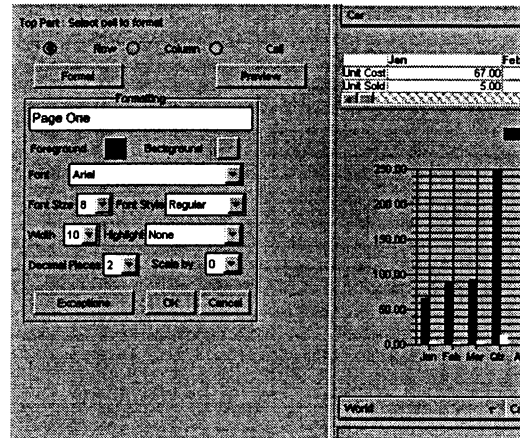 Top Part : Select cell to format
Row Column Cell
Format Preview
Formatting
Page One
Foreground Background
Font Arial
Font Size 8 Font Style Regular
Width 10 Highlight None
Decimal Places 2 Scale by 0
Exceptions OK Cancel
Car
Jan Feb
Unit Cost 67.00
Unit Sold 5.00
250.00
200.00
150.00
100.00
50.00
0.00
Jan Feb Mar Qtr A
World C